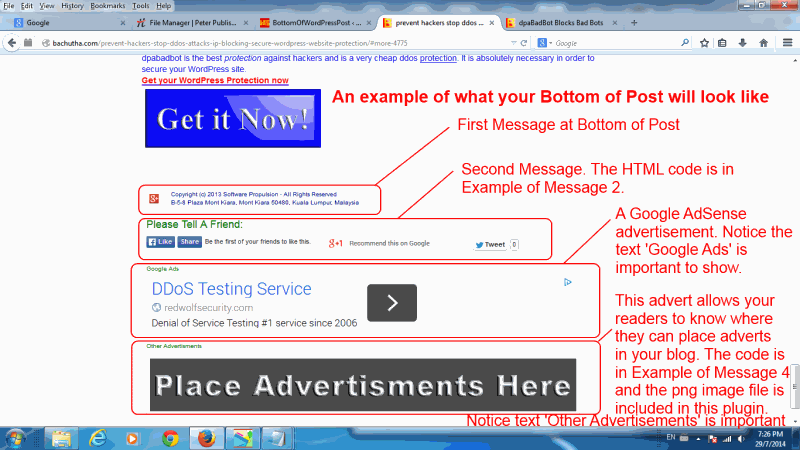 File Edit View History Bookmarks Tools Help
Google
File Manager | Peter Publis...
BottomOfWordPressPost ‹ ...
prevent hackers stop ddos ...
dpaBadBot Blocks Bad Bots
bachutha.com/prevent-hackers-stop-ddos-attacks-ip-blocking-secure-wordpress-website-protection/#more-4775
Google
dpabadbot is the best protection against hackers and is a very cheap ddos protection. It is absolutely necessary in order to
secure your WordPress site.
Get your WordPress Protection now
Get it Now!
An example of what your Bottom of Post will look like
First Message at Bottom of Post
Second Message. The HTML code is in
Example of Message 2.
Copyright (c) 2013 Software Propulsion - All Rights Reserved
B-5-8 Plaza Mont Kiara, Mont Kiara 50480, Kuala Lumpur, Malaysia
Please Tell A Friend:
Like Share Be the first of your friends to like this.
g+1 Recommend this on Google
Tweet 0
A Google AdSense
advertisement. Notice the
text 'Google Ads' is
important to show.
Google Ads
DDoS Testing Service
redwolfsecurity.com
Denial of Service Testing #1 service since 2006
This advert allows your
readers to know where
they can place adverts
in your blog. The code is
in Example of Message 4
and the png image file is
included in this plugin.
Notice text 'Other Advertisements' is important
Other Advertisments
Place Advertisments Here
EN
7:26 PM
29/7/2014